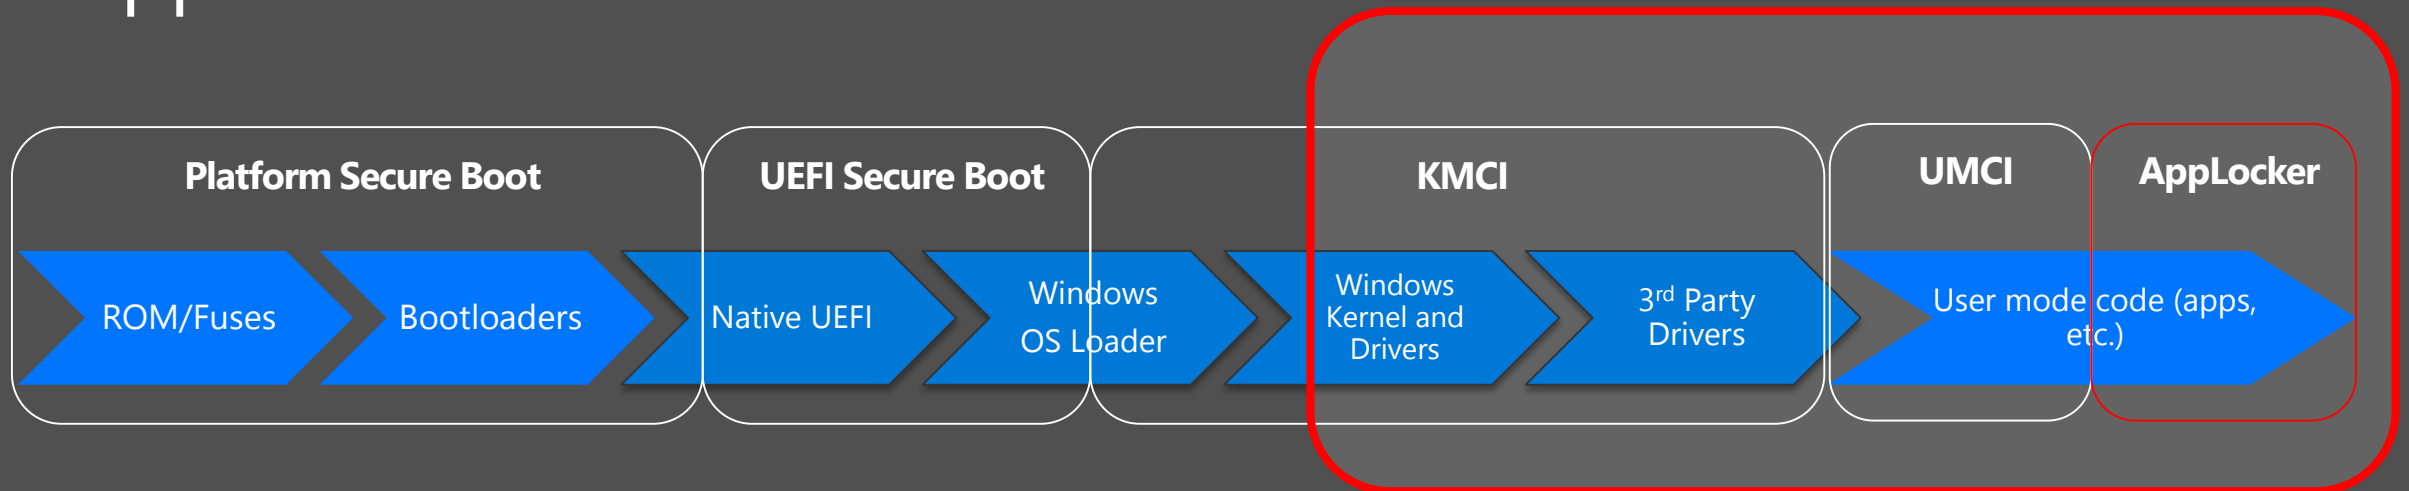 Platform Secure Boot
UEFI Secure Boot
KMCI
UMCI
AppLocker
ROM/Fuses
Bootloaders
Native UEFI
Windows
OS Loader
Windows
Kernel and
Drivers
3rd Party
Drivers
User mode code (apps,
etc.)